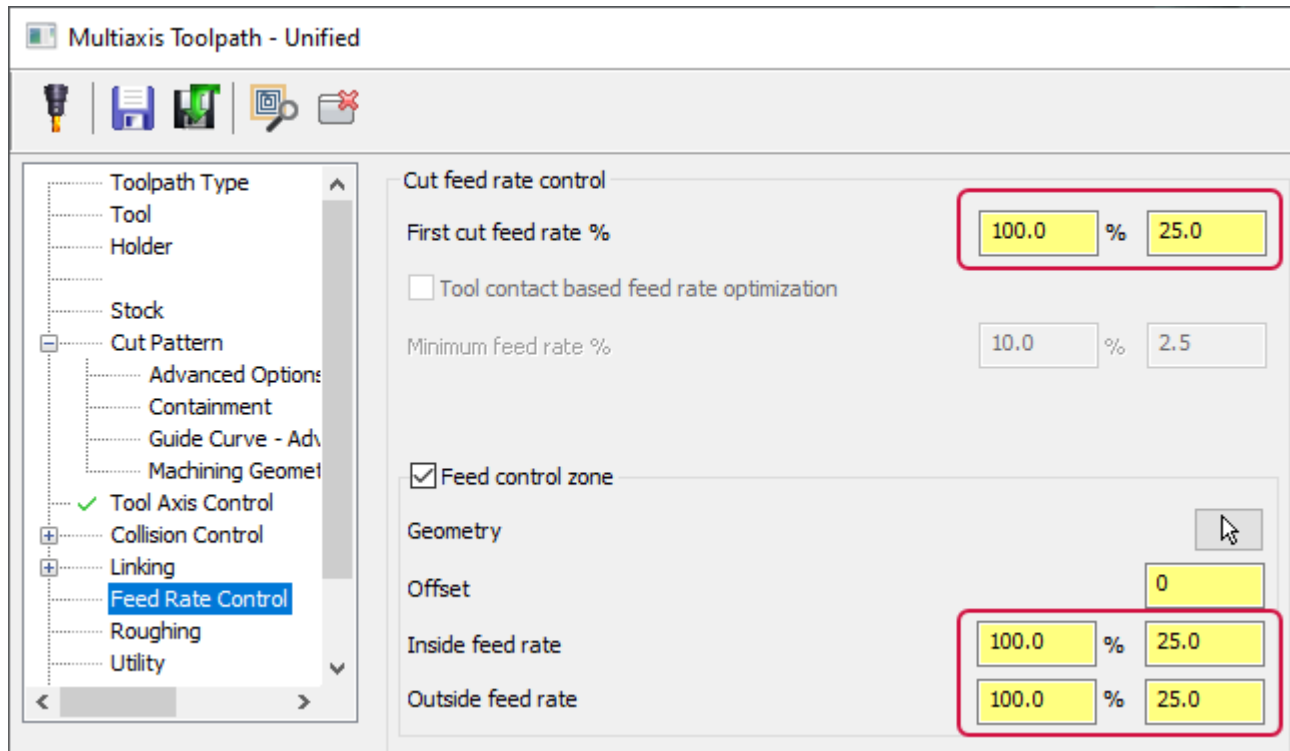 Multiaxis Toolpath - Unified
Toolpath Type
Tool
Holder
Stock
Cut Pattern
Advanced Options
Containment
Guide Curve - Adv
Machining Geomet
Tool Axis Control
Collision Control
Linking
Feed Rate Control
Roughing
Utility
Cut feed rate control
First cut feed rate % 100.0 % 25.0
Tool contact based feed rate optimization
Minimum feed rate % 10.0 % 2.5
Feed control zone
Geometry
Offset 0
Inside feed rate 100.0 % 25.0
Outside feed rate 100.0 % 25.0